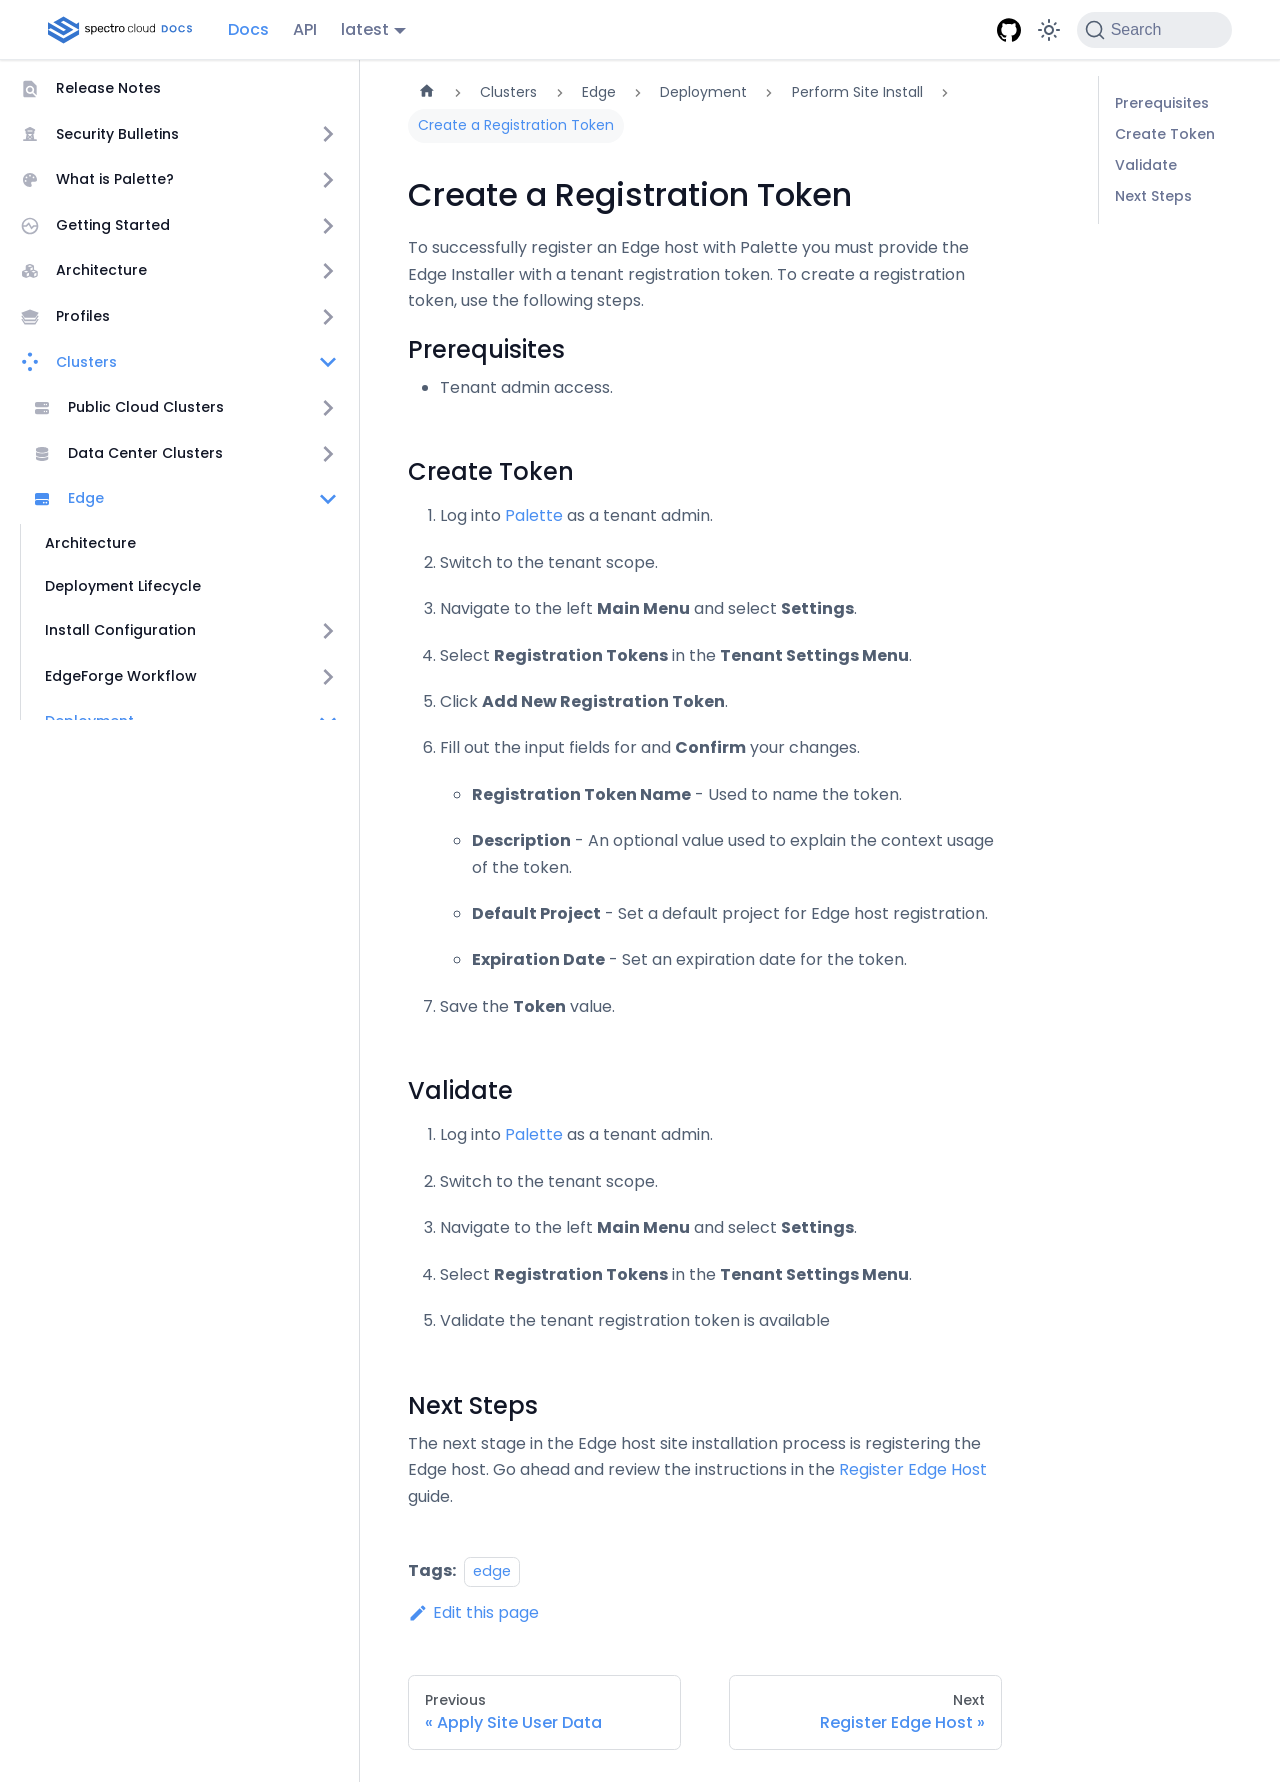 spectro cloud DOCS
Docs
API
latest
Search
Release Notes
Security Bulletins
What is Palette?
Getting Started
Architecture
Profiles
Clusters
Public Cloud Clusters
Data Center Clusters
Edge
Architecture
Deployment Lifecycle
Install Configuration
EdgeForge Workflow
Deployment
Clusters
Edge
Deployment
Perform Site Install
Create a Registration Token
Create a Registration Token
To successfully register an Edge host with Palette you must provide the
Edge Installer with a tenant registration token. To create a registration
token, use the following steps.
Prerequisites
• Tenant admin access.
Create Token
1. Log into Palette as a tenant admin.
2. Switch to the tenant scope.
3. Navigate to the left Main Menu and select Settings.
4. Select Registration Tokens in the Tenant Settings Menu.
5. Click Add New Registration Token.
6. Fill out the input fields for and Confirm your changes.
◦ Registration Token Name - Used to name the token.
◦ Description - An optional value used to explain the context usage
of the token.
◦ Default Project - Set a default project for Edge host registration.
◦ Expiration Date - Set an expiration date for the token.
7. Save the Token value.
Validate
1. Log into Palette as a tenant admin.
2. Switch to the tenant scope.
3. Navigate to the left Main Menu and select Settings.
4. Select Registration Tokens in the Tenant Settings Menu.
5. Validate the tenant registration token is available
Next Steps
The next stage in the Edge host site installation process is registering the
Edge host. Go ahead and review the instructions in the Register Edge Host
guide.
Tags: edge
Edit this page
Previous
« Apply Site User Data
Next
Register Edge Host »
Prerequisites
Create Token
Validate
Next Steps